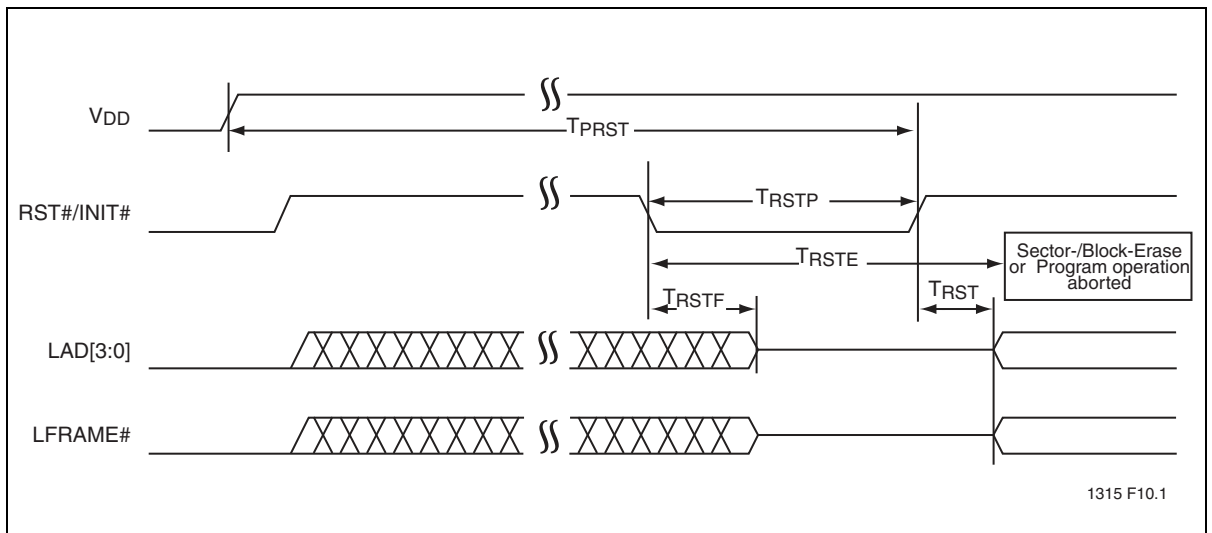 VDD
TPRST
RST#/INIT#
TRSTP
TRSTE
Sector-/Block-Erase
or Program operation
aborted
TRSTF
TRST
LAD[3:0]
LFRAME#
1315 F10.1